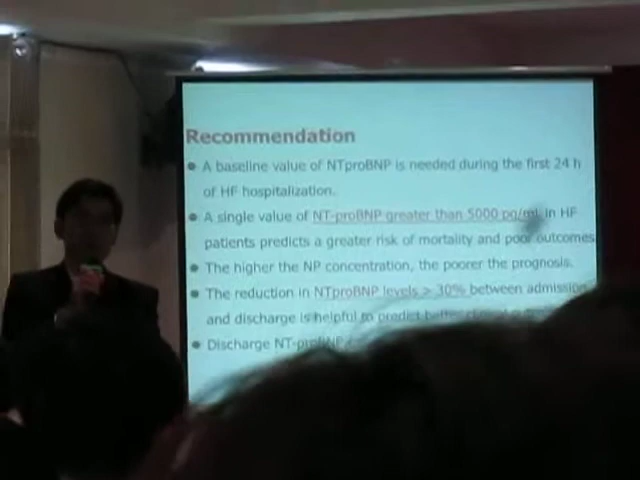 Recommendation
A baseline value of NTproBNP is needed during the first 24 h
of HF hospitalization.
A single value of NT-proBNP greater than 5000 pg/mL in HF
patients predicts a greater risk of mortality and poor outcomes
The higher the NP concentration, the poorer the prognosis.
The reduction in NTproBNP levels > 30% between admission
and discharge is helpful to predict better
Discharge NT-proBNP